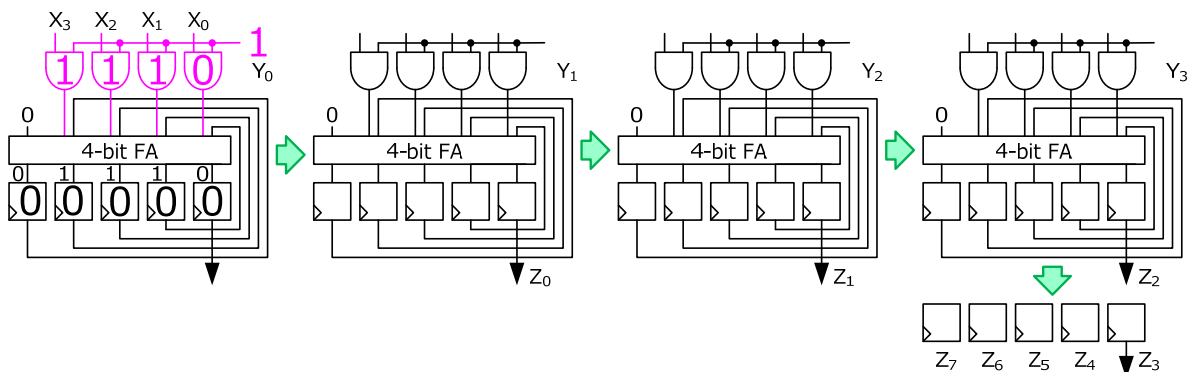 X₃ X₂ X₁ X₀ 1
1 1 1 0 Y₀ Y₁ Y₂ Y₃
0 0 0 0
4-bit FA 4-bit FA 4-bit FA 4-bit FA
0 1 1 1 0
0 0 0 0 0
Z₀ Z₁ Z₂
Z₇ Z₆ Z₅ Z₄ Z₃